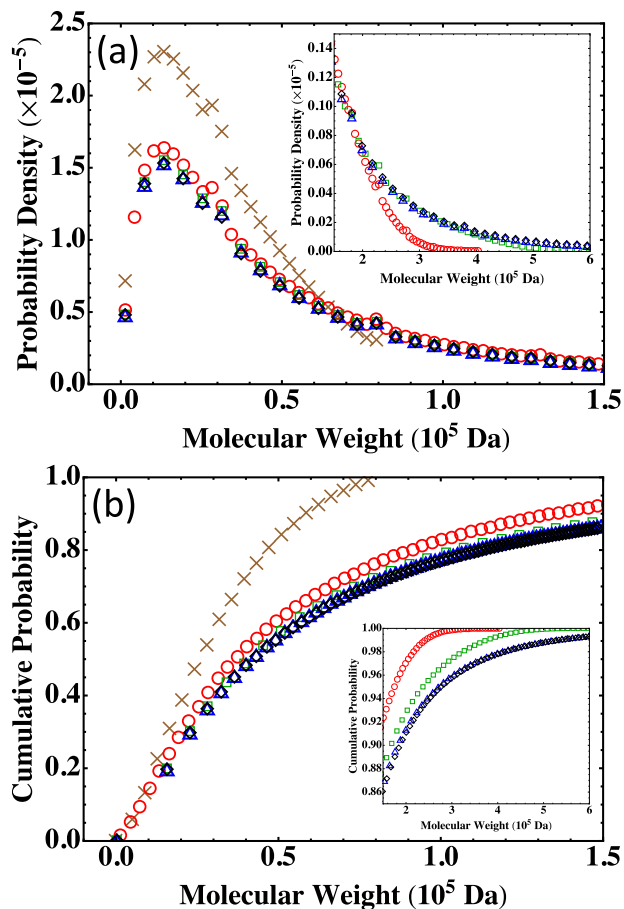 (a)
Probability Density (×10⁻⁵)
2.5
2.0
1.5
1.0
0.5
0.0
0.0 0.5 1.0 1.5
Molecular Weight (10⁵ Da)
Probability Density (×10⁻⁵)
0.14
0.12
0.10
0.08
0.06
0.04
0.02
0.00
2 3 4 5 6
Molecular Weight (10⁵ Da)
(b)
Cumulative Probability
1.0
0.8
0.6
0.4
0.2
0.0
0.0 0.5 1.0 1.5
Molecular Weight (10⁵ Da)
Cumulative Probability
1.00
0.98
0.96
0.94
0.92
0.90
0.88
0.86
2 3 4 5 6
Molecular Weight (10⁵ Da)